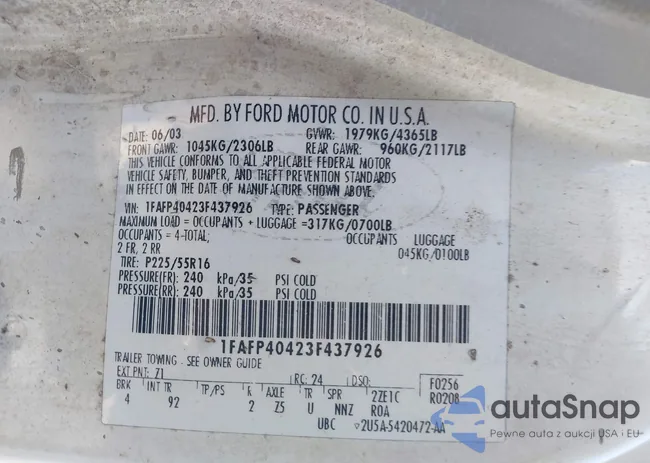 MFD. BY FORD MOTOR CO. IN U.S.A.
DATE: 06/03 GVWR: 1979KG/4365LB
FRONT GAWR: 1045KG/2306LB REAR GAWR: 960KG/2117LB
THIS VEHICLE CONFORMS TO ALL APPLICABLE FEDERAL MOTOR
VEHICLE SAFETY, BUMPER, AND THEFT PREVENTION STANDARDS
IN EFFECT ON THE DATE OF MANUFACTURE SHOWN ABOVE.
VIN: 1FAFP40423F437926 TYPE: PASSENGER
MAXIMUM LOAD = OCCUPANTS + LUGGAGE =317KG/0700LB
OCCUPANTS = 4-TOTAL; OCCUPANTS LUGGAGE
2 FR, 2 RR 045KG/0100LB
TIRE: P225/55R16
PRESSURE(FR): 240 kPa/35 PSI COLD
PRESSURE(RR): 240 kPa/35 PSI COLD
1FAFP40423F437926
TRAILER TOWING - SEE OWNER GUIDE
EXT PNT: Z1 RC: 24 DSO: F0256
BRK INT TR TP/PS R AXLE TR SPR 2ZE1C R0208
4 92 2 Z5 U NNZ ROA
UBC 2U5A-5420472-AA
autaSnap
Pewne auta z aukcji USA i EU